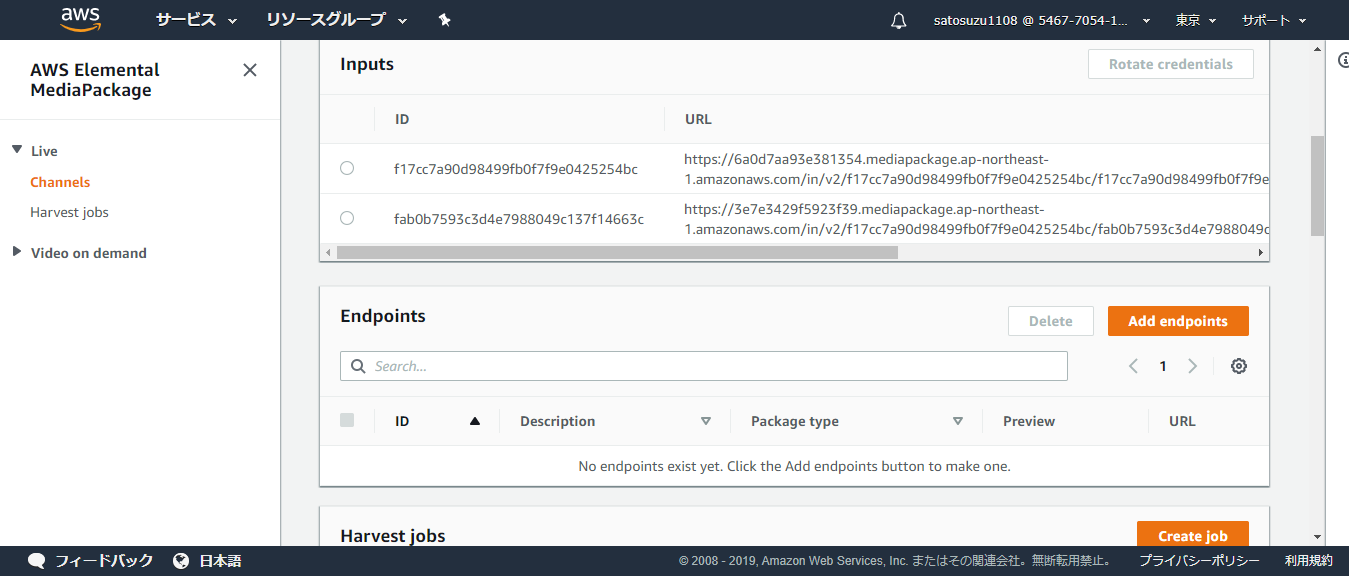 aws
サービス
リソースグループ
satosuzu1108 @ 5467-7054-1...
東京
サポート
AWS Elemental
MediaPackage
Live
Channels
Harvest jobs
Video on demand
Inputs
Rotate credentials
ID
URL
f17cc7a90d98499fb0f7f9e0425254bc
https://6a0d7aa93e381354.mediapackage.ap-northeast-
1.amazonaws.com/in/v2/f17cc7a90d98499fb0f7f9e0425254bc/f17cc7a90d98499fb0f7f9e
fab0b7593c3d4e7988049c137f14663c
https://3e7e3429f5923f39.mediapackage.ap-northeast-
1.amazonaws.com/in/v2/f17cc7a90d98499fb0f7f9e0425254bc/fab0b7593c3d4e7988049c
Endpoints
Delete
Add endpoints
Search...
1
ID
Description
Package type
Preview
URL
No endpoints exist yet. Click the Add endpoints button to make one.
Harvest jobs
Create job
フィードバック
日本語
© 2008 - 2019, Amazon Web Services, Inc. またはその関連会社。無断転用禁止。
プライバシーポリシー
利用規約